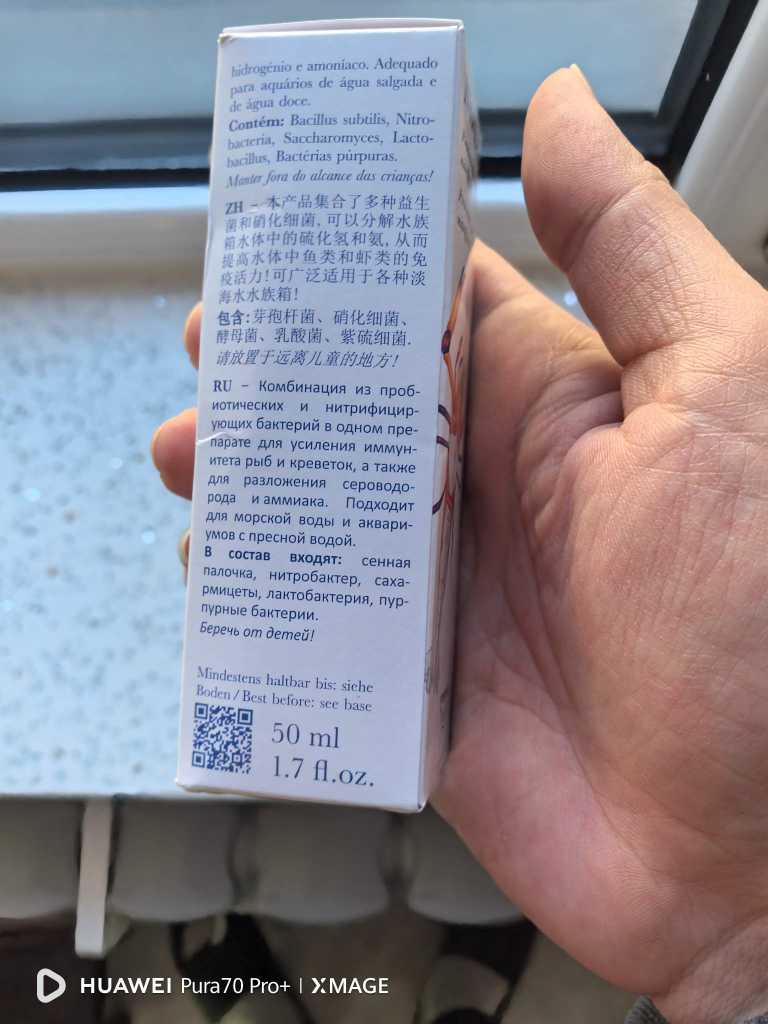 hidrogénio e amoníaco. Adequado
para aquários de água salgada e
de água doce.
Contém: Bacillus subtilis, Nitro-
bacteria, Saccharomyces, Lacto-
bacillus, Bactérias púrpuras.
Manter fora do alcance das crianças!
ZH – 本产品集合了多种益生
菌和硝化细菌, 可以分解水族
箱水体中的硫化氢和氨, 从而
提高水体中鱼类和虾类的免
疫活力! 可广泛适用于各种淡
海水水族箱!
包含: 芽孢杆菌、硝化细菌、
酵母菌、乳酸菌、紫硫细菌.
请放置于远离儿童的地方!
RU – Комбинация из проб-
иотических и нитрифицир-
ующих бактерий в одном пре-
парате для усиления иммун-
итета рыб и креветок, а также
для разложения сероводо-
рода и аммиака. Подходит
для морской воды и аквари-
умов с пресной водой.
В состав входят: сенная
палочка, нитробактер, саха-
рмицеты, лактобактерия, пур-
пурные бактерии.
Беречь от детей!
Mindestens haltbar bis: siehe
Boden / Best before: see base
50 ml
1.7 fl.oz.
HUAWEI Pura70 Pro+ | XMAGE